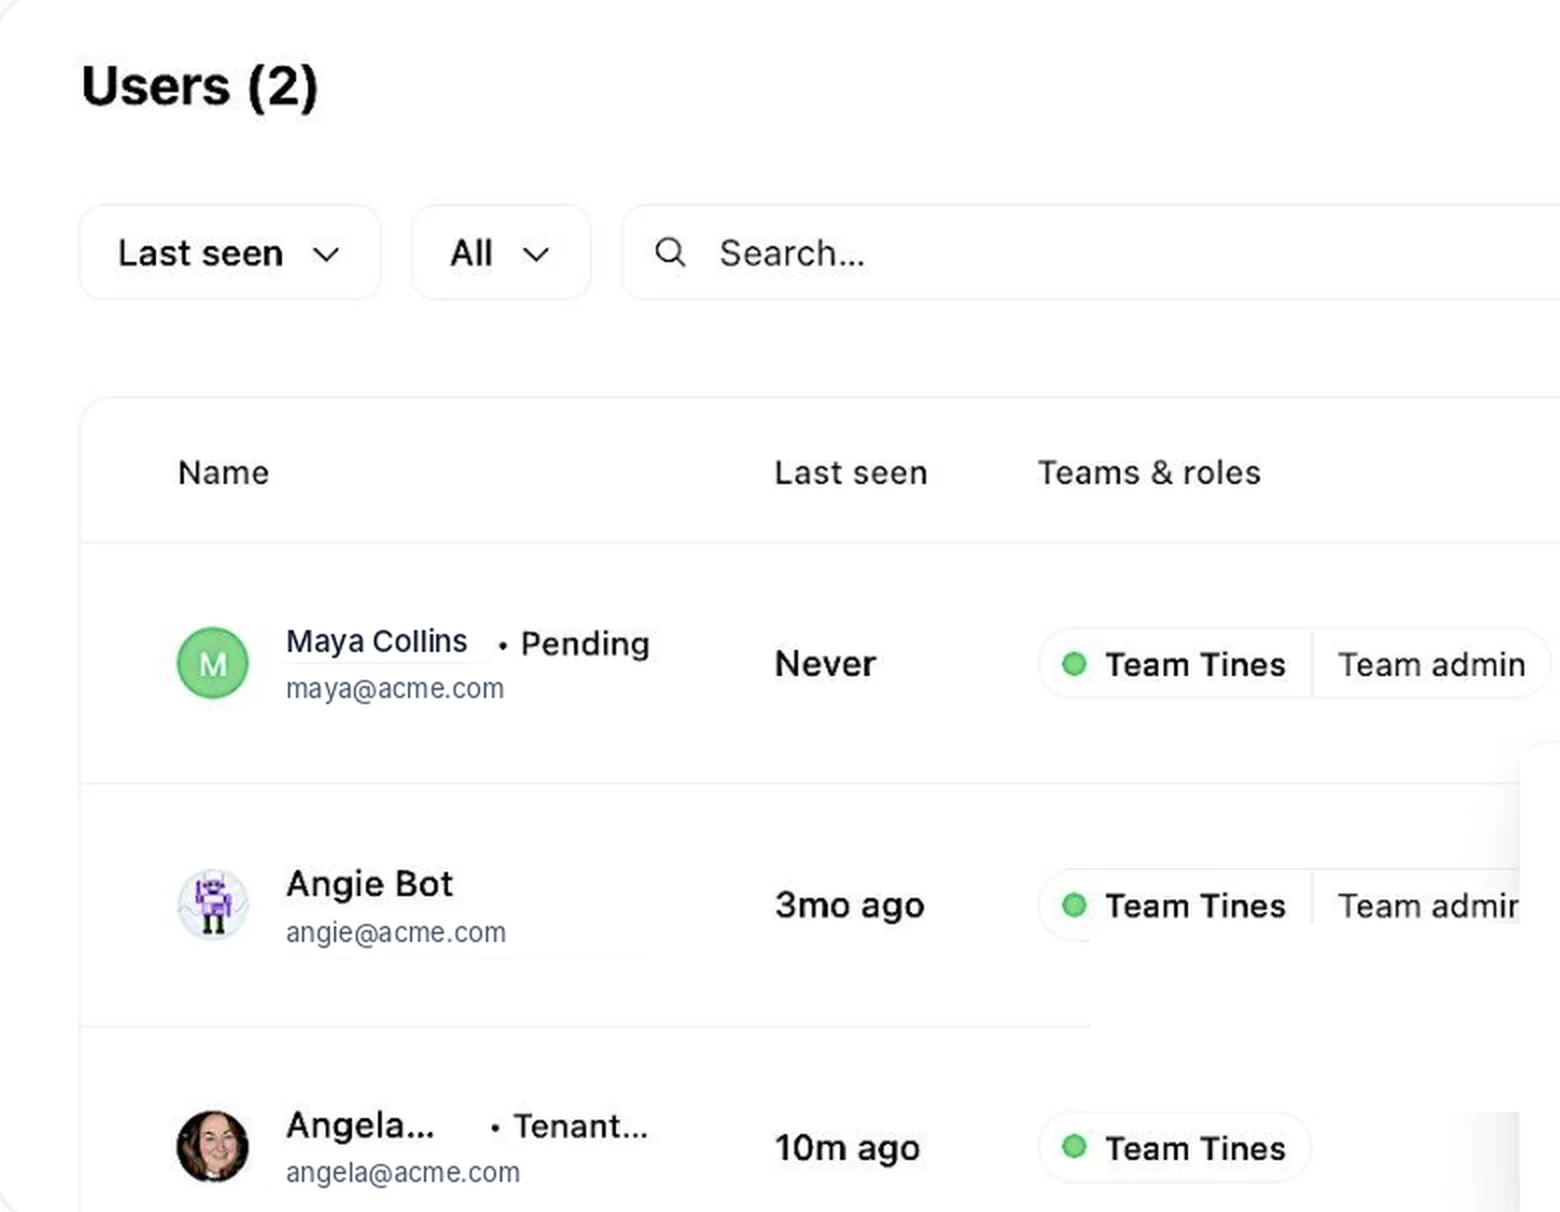 Users (2)
Last seen All Search...
Name Last seen Teams & roles
M Maya Collins • Pending Never Team Tines Team admin
maya@acme.com
Angie Bot 3mo ago Team Tines Team admin
angie@acme.com
Angela... • Tenant... 10m ago Team Tines
angela@acme.com